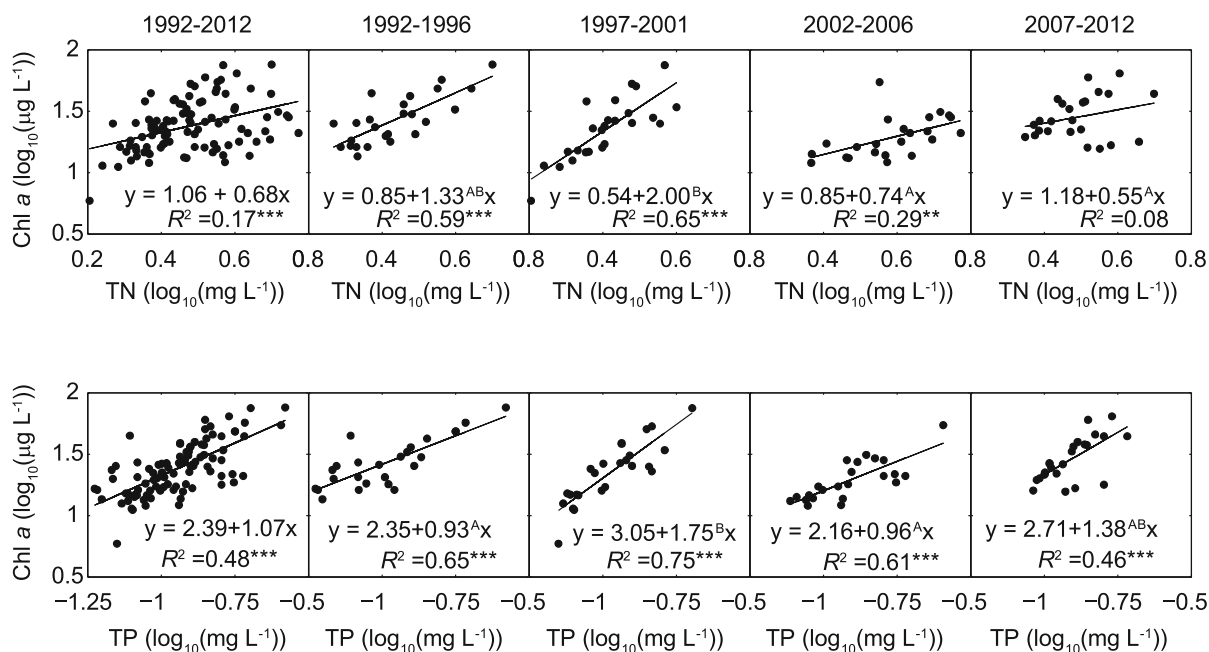 1992-2012 1992-1996 1997-2001 2002-2006 2007-2012
Chl a (log10(µg L-1))
2
1.5
1
0.5
y = 1.06 + 0.68x y = 0.85+1.33ABx y = 0.54+2.00Bx y = 0.85+0.74Ax y = 1.18+0.55Ax
R2 =0.17*** R2 =0.59*** R2 =0.65*** R2 =0.29** R2 =0.08
0.2 0.4 0.6 0.8 0.4 0.6 0.8 0.4 0.6 0.8 0.4 0.6 0.8 0.4 0.6 0.8
TN (log10(mg L-1)) TN (log10(mg L-1)) TN (log10(mg L-1)) TN (log10(mg L-1)) TN (log10(mg L-1))
Chl a (log10(µg L-1))
2
1.5
1
0.5
y = 2.39+1.07x y = 2.35+0.93Ax y = 3.05+1.75Bx y = 2.16+0.96Ax y = 2.71+1.38ABx
R2 =0.48*** R2 =0.65*** R2 =0.75*** R2 =0.61*** R2 =0.46***
−1.25 −1 −0.75 −0.5 −1 −0.75 −0.5 −1 −0.75 −0.5 −1 −0.75 −0.5 −1 −0.75 −0.5
TP (log10(mg L-1)) TP (log10(mg L-1)) TP (log10(mg L-1)) TP (log10(mg L-1)) TP (log10(mg L-1))